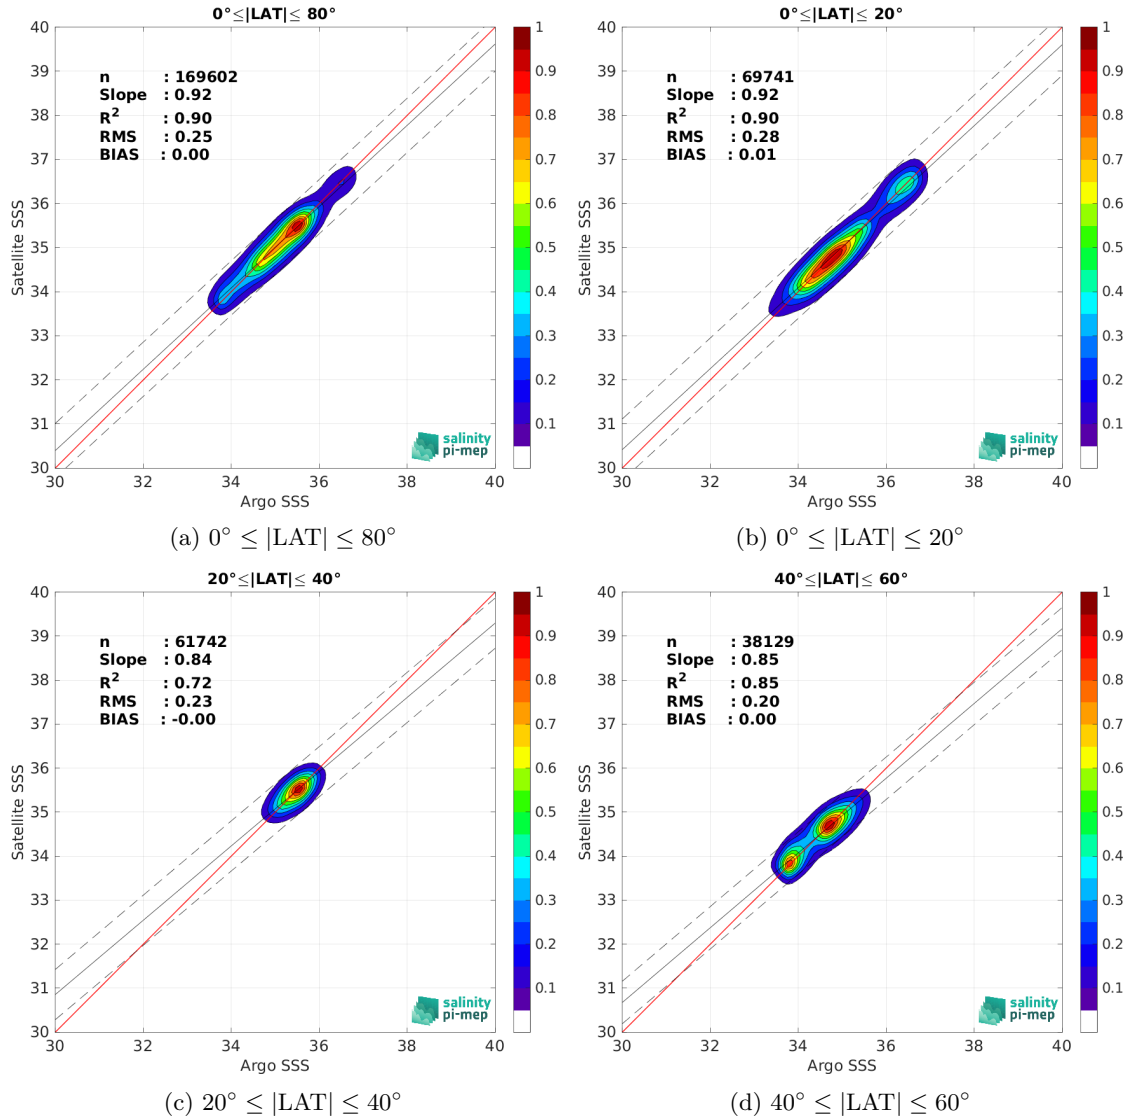 0°≤|LAT|≤ 80°
n : 169602
Slope : 0.92
R² : 0.90
RMS : 0.25
BIAS : 0.00
40
39
38
37
36
35
34
33
32
31
30
Satellite SSS
30 32 34 36 38 40
Argo SSS
salinity
pi-mep
1
0.9
0.8
0.7
0.6
0.5
0.4
0.3
0.2
0.1
(a) 0° ≤ |LAT| ≤ 80°
0°≤|LAT|≤ 20°
n : 69741
Slope : 0.92
R² : 0.90
RMS : 0.28
BIAS : 0.01
40
39
38
37
36
35
34
33
32
31
30
Satellite SSS
30 32 34 36 38 40
Argo SSS
salinity
pi-mep
1
0.9
0.8
0.7
0.6
0.5
0.4
0.3
0.2
0.1
(b) 0° ≤ |LAT| ≤ 20°
20°≤|LAT|≤ 40°
n : 61742
Slope : 0.84
R² : 0.72
RMS : 0.23
BIAS : -0.00
40
39
38
37
36
35
34
33
32
31
30
Satellite SSS
30 32 34 36 38 40
Argo SSS
salinity
pi-mep
1
0.9
0.8
0.7
0.6
0.5
0.4
0.3
0.2
0.1
(c) 20° ≤ |LAT| ≤ 40°
40°≤|LAT|≤ 60°
n : 38129
Slope : 0.85
R² : 0.85
RMS : 0.20
BIAS : 0.00
40
39
38
37
36
35
34
33
32
31
30
Satellite SSS
30 32 34 36 38 40
Argo SSS
salinity
pi-mep
1
0.9
0.8
0.7
0.6
0.5
0.4
0.3
0.2
0.1
(d) 40° ≤ |LAT| ≤ 60°